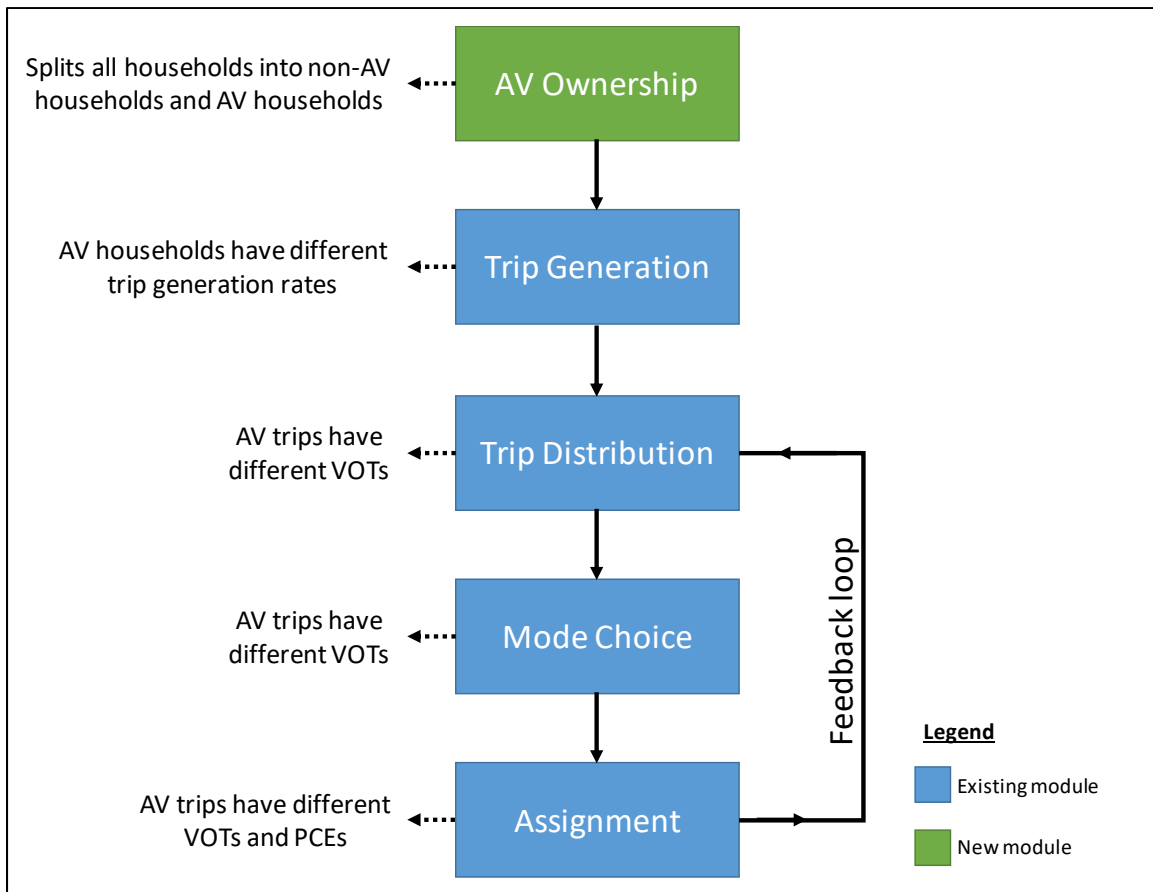 Splits all households into non-AV
households and AV households
AV Ownership
AV households have different
trip generation rates
Trip Generation
AV trips have
different VOTs
Trip Distribution
AV trips have
different VOTs
Mode Choice
Feedback loop
AV trips have different
VOTs and PCEs
Assignment
Legend
Existing module
New module